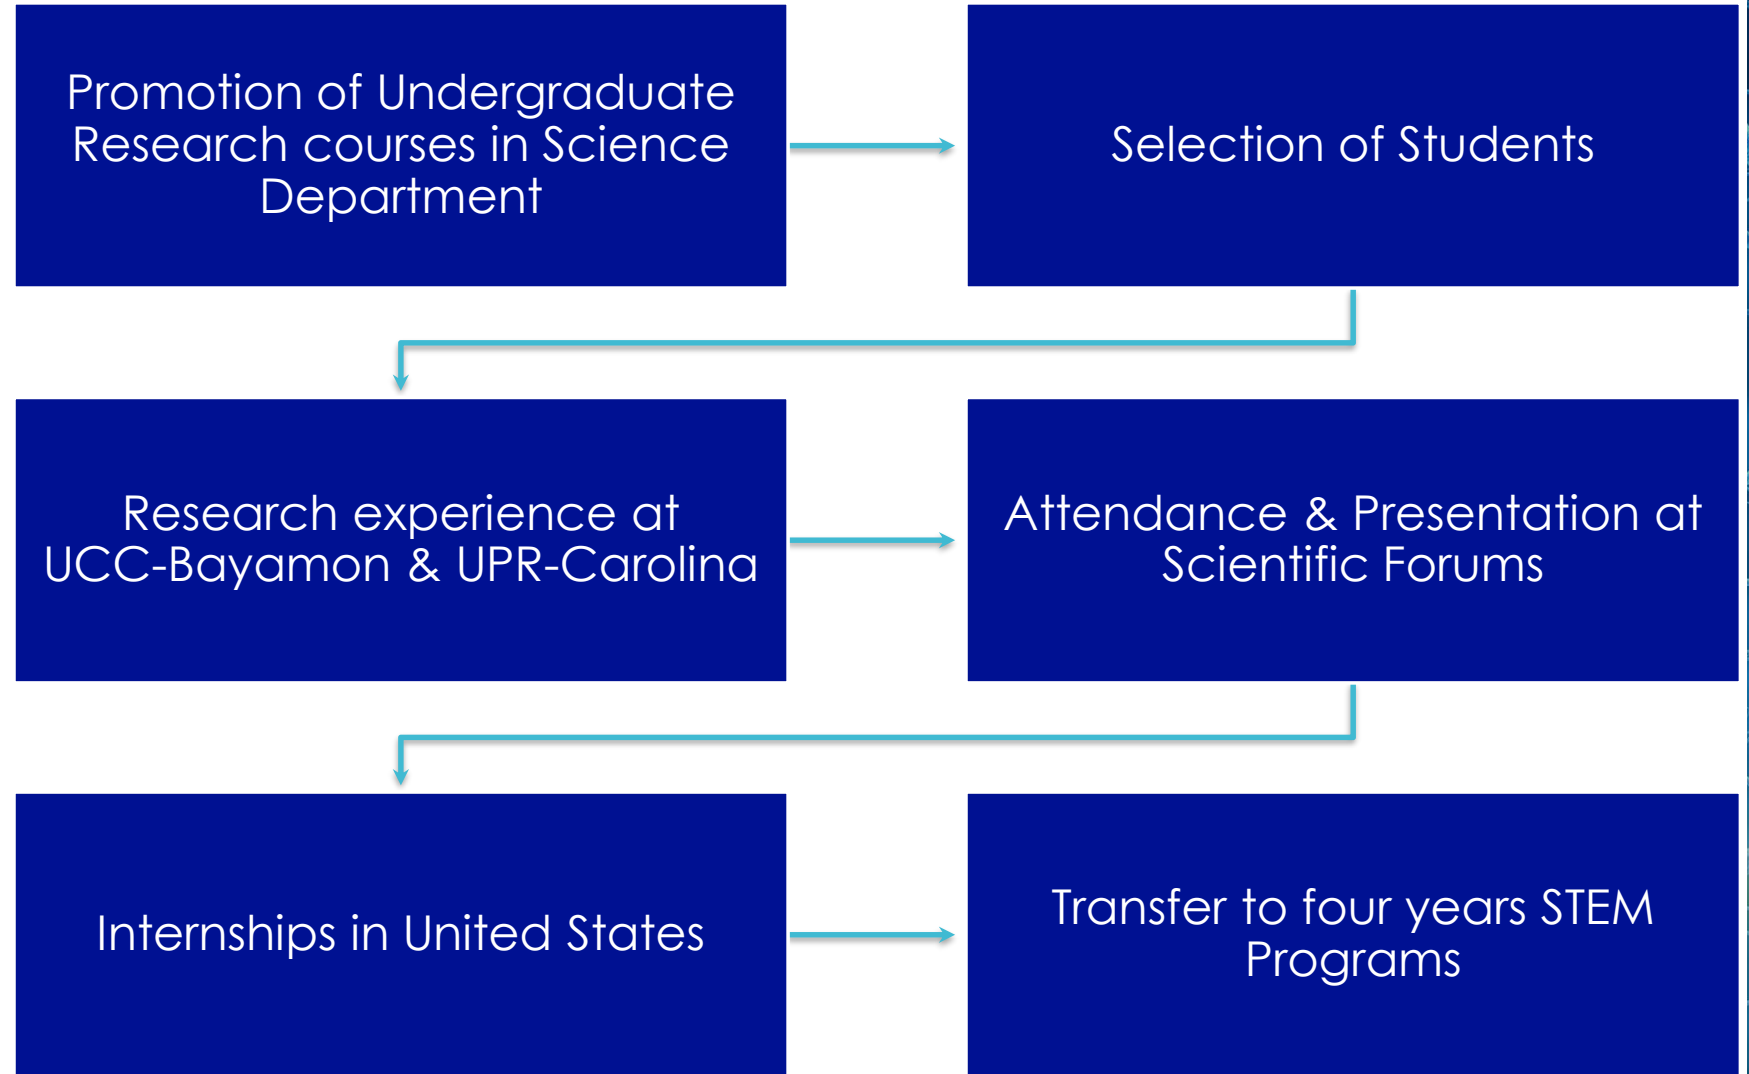 Promotion of Undergraduate
Research courses in Science
Department
Selection of Students
Research experience at
UCC-Bayamon & UPR-Carolina
Attendance & Presentation at
Scientific Forums
Internships in United States
Transfer to four years STEM
Programs